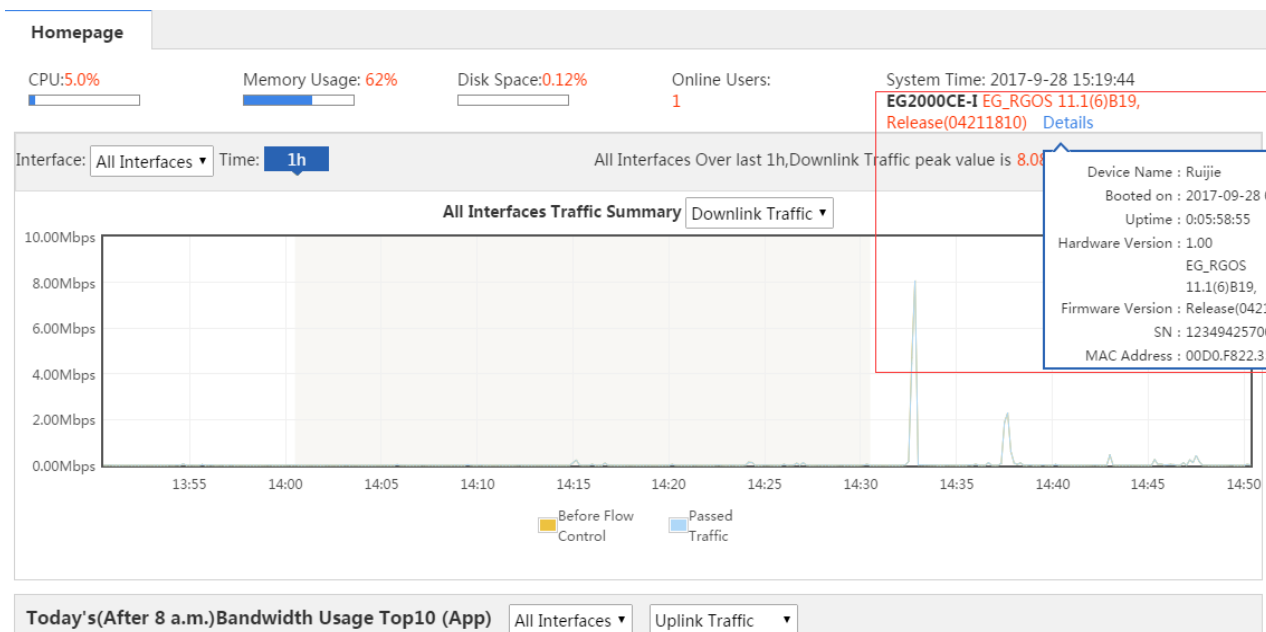 Homepage
CPU:5.0%
Memory Usage: 62%
Disk Space:0.12%
Online Users:
1
System Time: 2017-9-28 15:19:44
EG2000CE-I EG_RGOS 11.1(6)B19,
Release(04211810) Details
Interface: All Interfaces Time: 1h
All Interfaces Over last 1h,Downlink Traffic peak value is 8.08
Device Name : Ruijie
Booted on : 2017-09-28
Uptime : 0:05:58:55
Hardware Version : 1.00
EG_RGOS
11.1(6)B19,
Firmware Version : Release(0421
SN : 1234942570
MAC Address : 00D0.F822.3
All Interfaces Traffic Summary Downlink Traffic
10.00Mbps
8.00Mbps
6.00Mbps
4.00Mbps
2.00Mbps
0.00Mbps
13:55 14:00 14:05 14:10 14:15 14:20 14:25 14:30 14:35 14:40 14:45 14:50
Before Flow
Control
Passed
Traffic
Today's(After 8 a.m.)Bandwidth Usage Top10 (App) All Interfaces Uplink Traffic